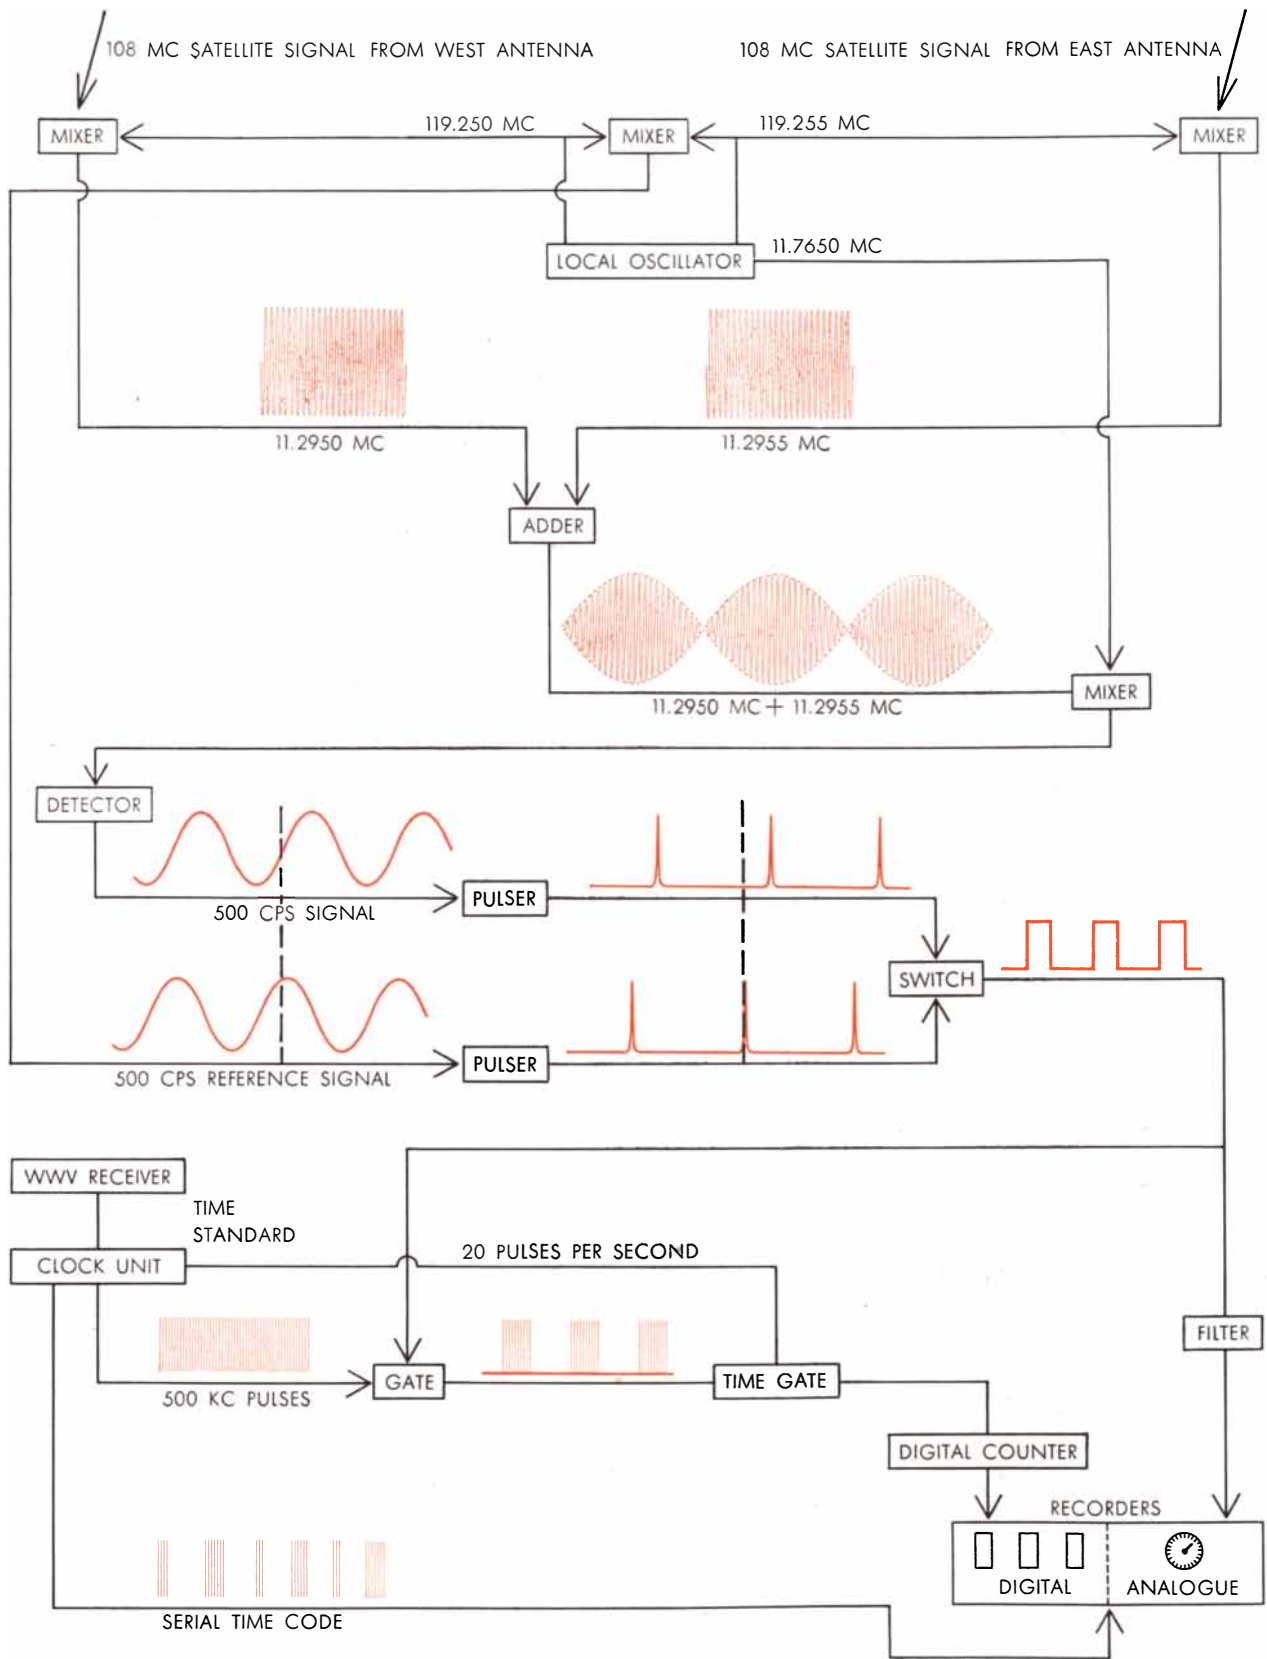 108 MC SATELLITE SIGNAL FROM WEST ANTENNA
108 MC SATELLITE SIGNAL FROM EAST ANTENNA
MIXER
119.250 MC
MIXER
119.255 MC
MIXER
LOCAL OSCILLATOR
11.7650 MC
11.2950 MC
11.2955 MC
ADDER
11.2950 MC + 11.2955 MC
MIXER
DETECTOR
500 CPS SIGNAL
PULSER
SWITCH
500 CPS REFERENCE SIGNAL
PULSER
WWV RECEIVER
TIME
STANDARD
CLOCK UNIT
20 PULSES PER SECOND
500 KC PULSES
GATE
TIME GATE
FILTER
DIGITAL COUNTER
RECORDERS
DIGITAL
ANALOGUE
SERIAL TIME CODE